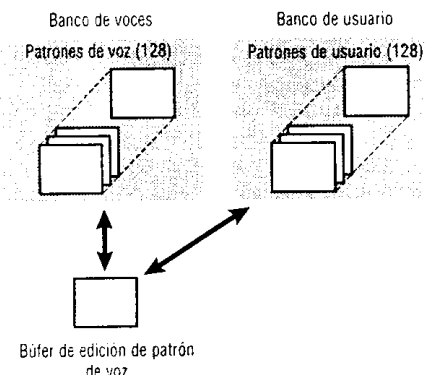 Banco de voces
Patrones de voz (128)
Banco de usuario
Patrones de usuario (128)
Búfer de edición de patrón
de voz